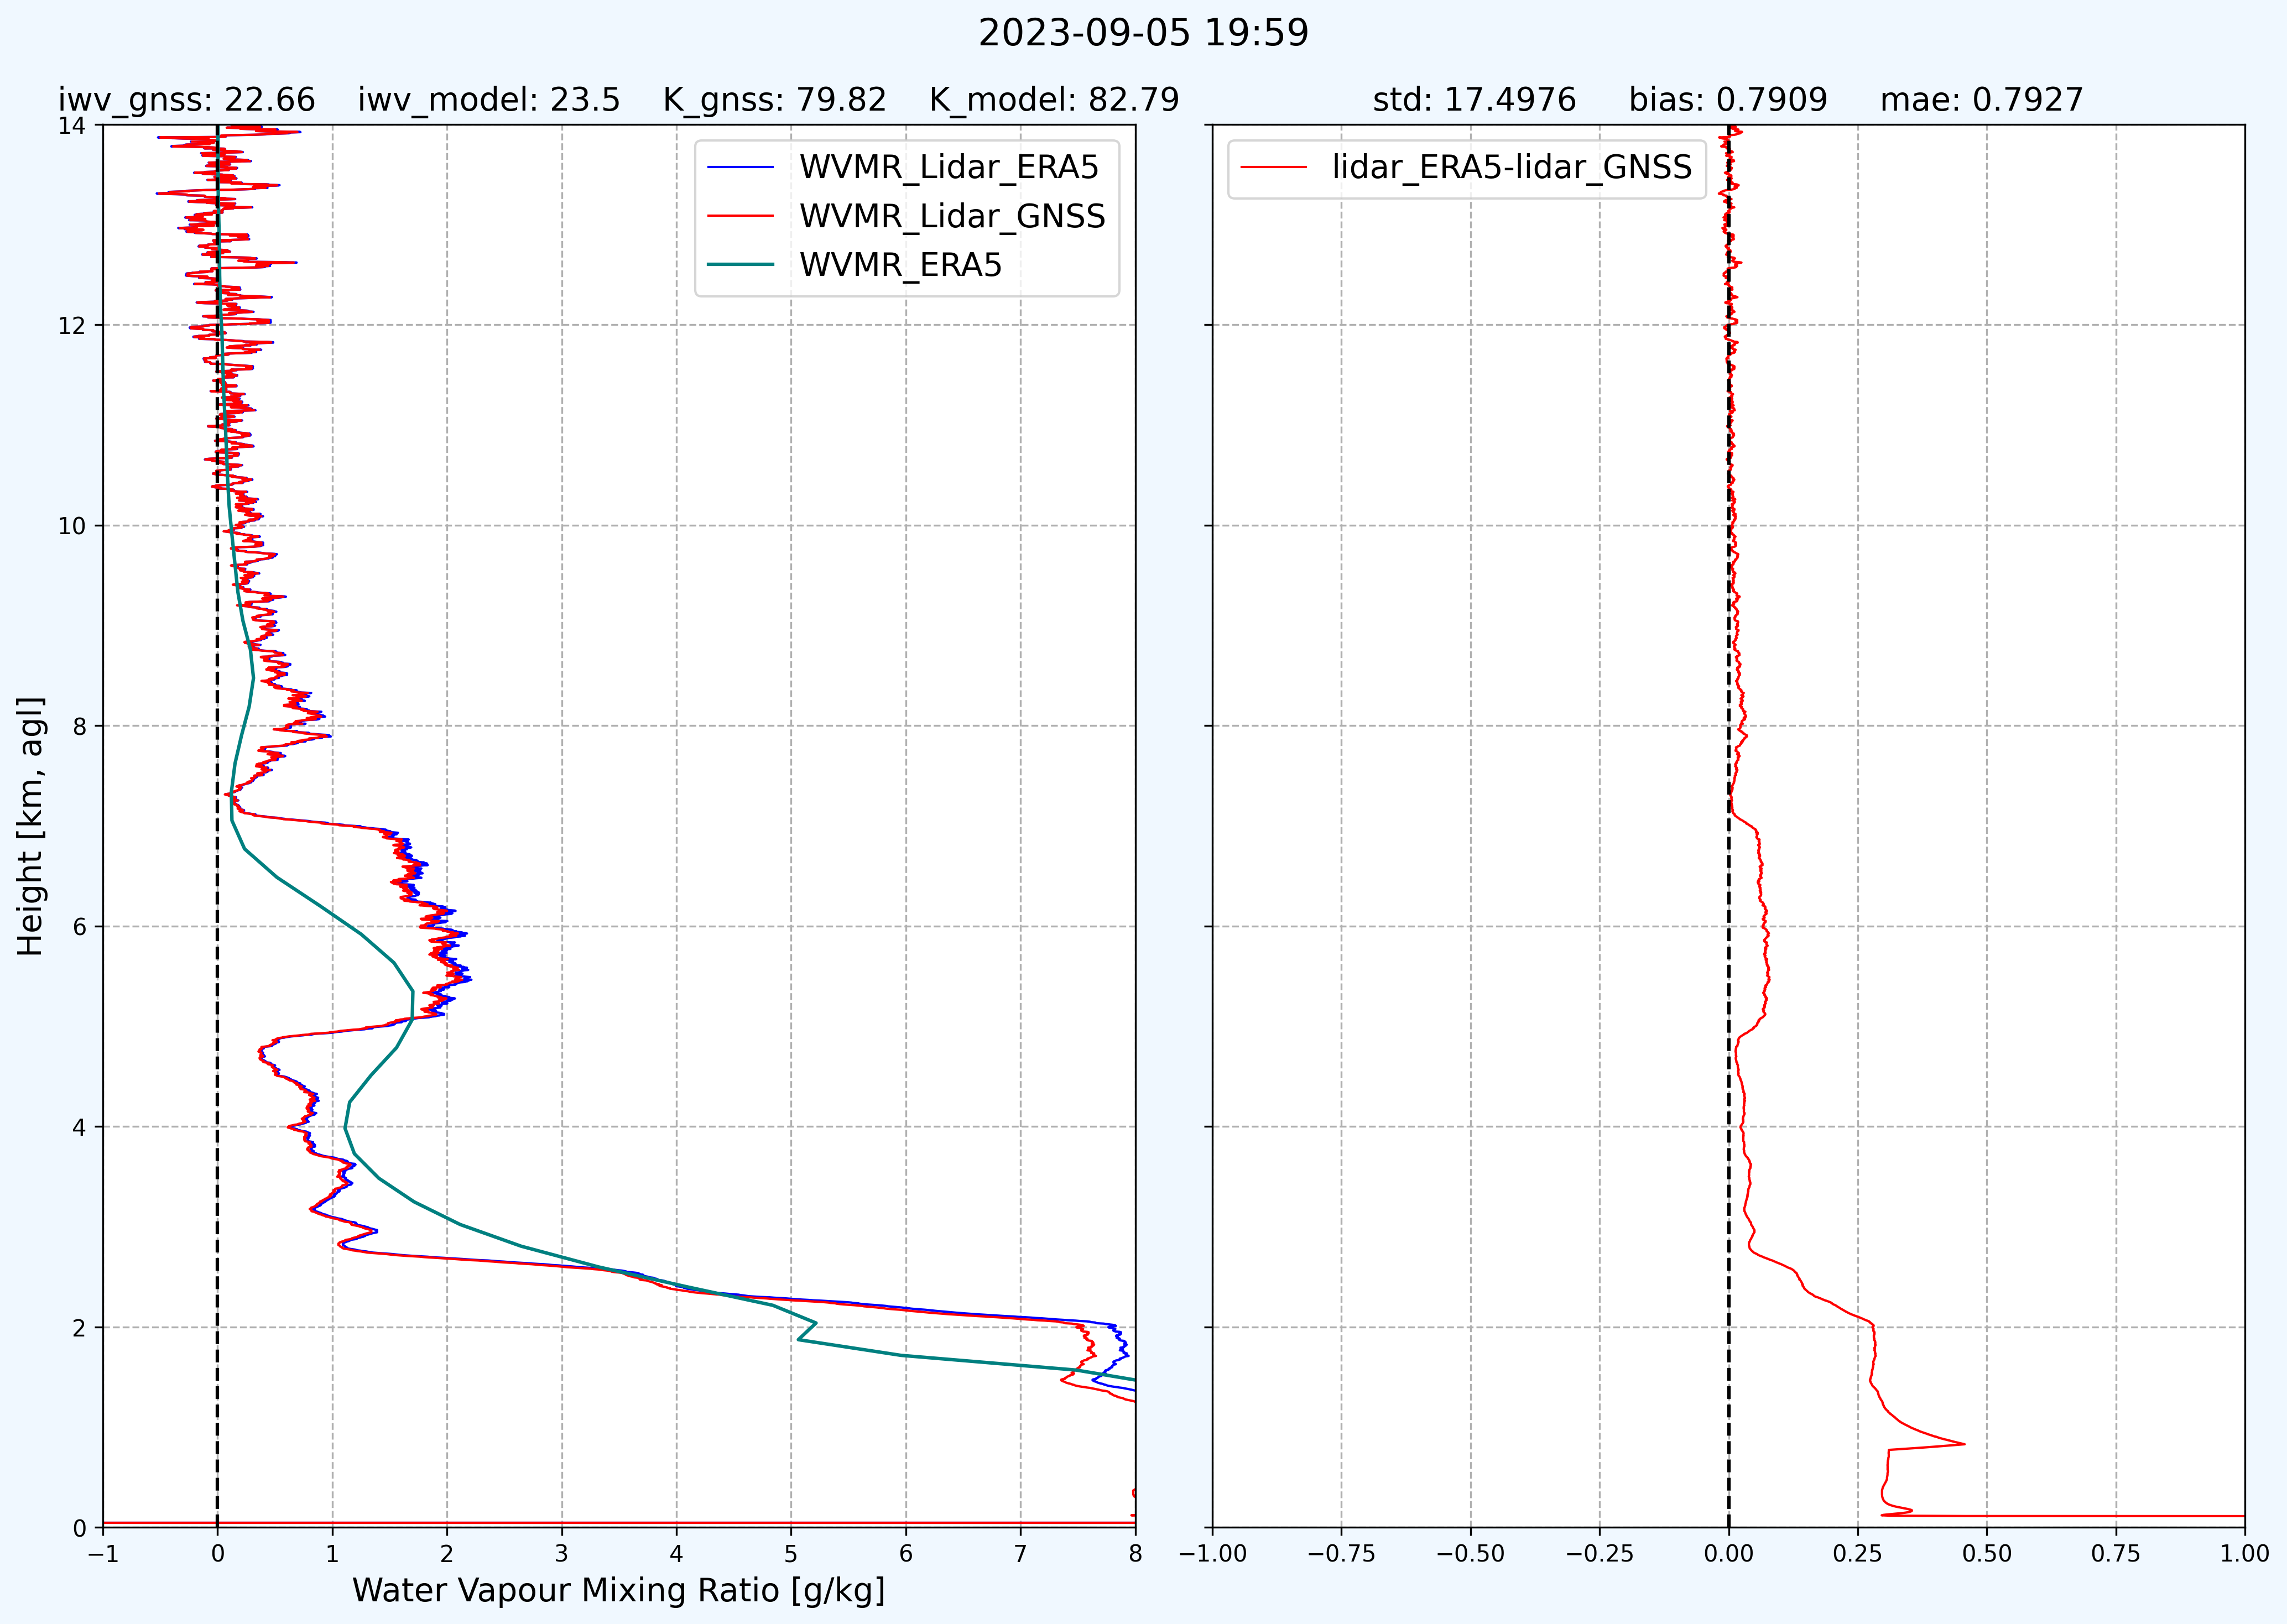 2023-09-05 19:59
iwv_gnss: 22.66 iwv_model: 23.5 K_gnss: 79.82 K_model: 82.79
std: 17.4976 bias: 0.7909 mae: 0.7927
WVMR_Lidar_ERA5
WVMR_Lidar_GNSS
WVMR_ERA5
lidar_ERA5-lidar_GNSS
Height [km, agl]
14
12
10
8
6
4
2
0
−1 0 1 2 3 4 5 6 7 8
Water Vapour Mixing Ratio [g/kg]
−1.00 −0.75 −0.50 −0.25 0.00 0.25 0.50 0.75 1.00